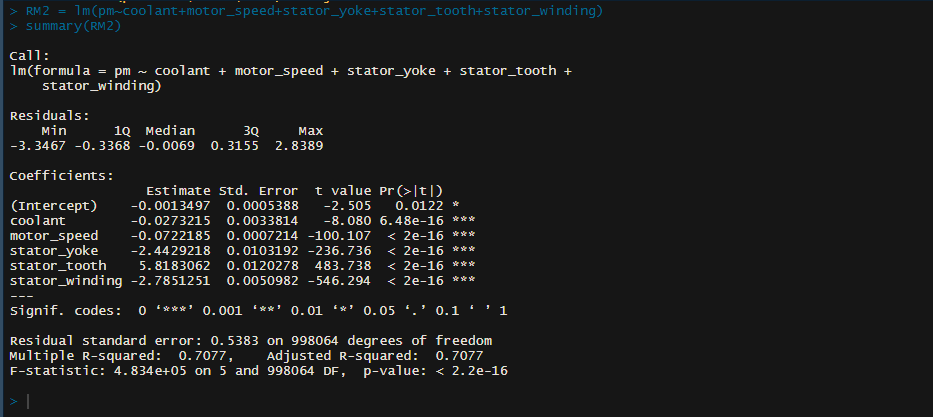 > RM2 = lm(pm~coolant+motor_speed+stator_yoke+stator_tooth+stator_winding)
> summary(RM2)
Call:
lm(formula = pm ~ coolant + motor_speed + stator_yoke + stator_tooth +
    stator_winding)
Residuals:
    Min      1Q  Median      3Q     Max
-3.3467 -0.3368 -0.0069  0.3155  2.8389
Coefficients:
                 Estimate Std. Error  t value Pr(>|t|)
(Intercept)    -0.0013497  0.0005388   -2.505   0.0122 *
coolant        -0.0273215  0.0033814   -8.080 6.48e-16 ***
motor_speed    -0.0722185  0.0007214 -100.107  < 2e-16 ***
stator_yoke    -2.4429218  0.0103192 -236.736  < 2e-16 ***
stator_tooth    5.8183062  0.0120278  483.738  < 2e-16 ***
stator_winding -2.7851251  0.0050982 -546.294  < 2e-16 ***
---
Signif. codes:  0 ‘***’ 0.001 ‘**’ 0.01 ‘*’ 0.05 ‘.’ 0.1 ‘ ’ 1
Residual standard error: 0.5383 on 998064 degrees of freedom
Multiple R-squared:  0.7077,    Adjusted R-squared:  0.7077
F-statistic: 4.834e+05 on 5 and 998064 DF,  p-value: < 2.2e-16
>